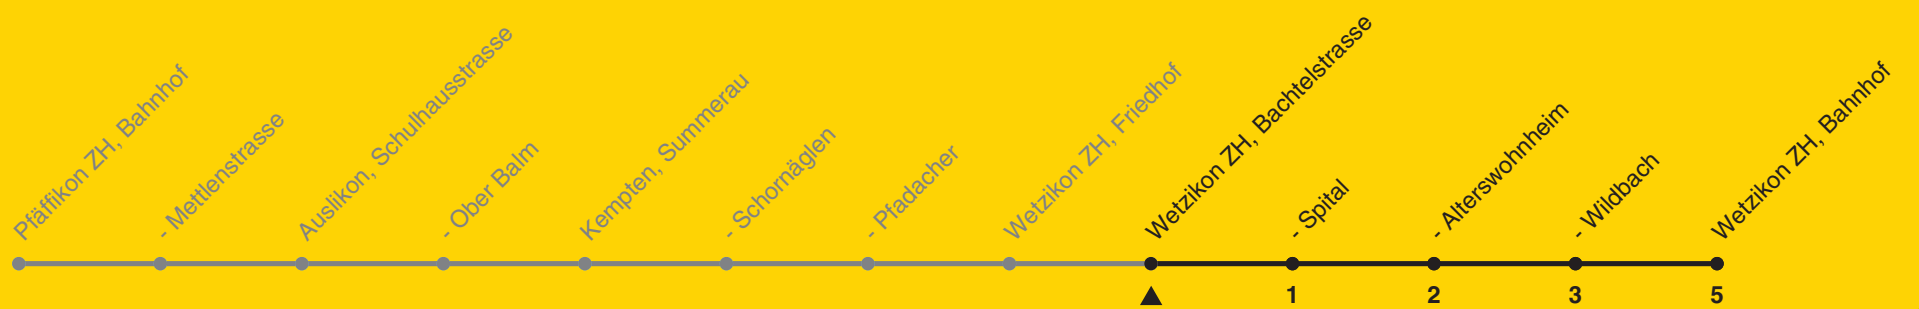 Pfäffikon ZH, Bahnhof
- Mettlenstrasse
Auslikon, Schulhausstrasse
- Ober Balm
Kempten, Summerau
- Schornäglen
- Pfadacher
Wetzikon ZH, Friedhof
Wetzikon ZH, Bachtelstrasse
- Spital
- Alterswohnheim
- Wildbach
Wetzikon ZH, Bahnhof
1 2 3 5